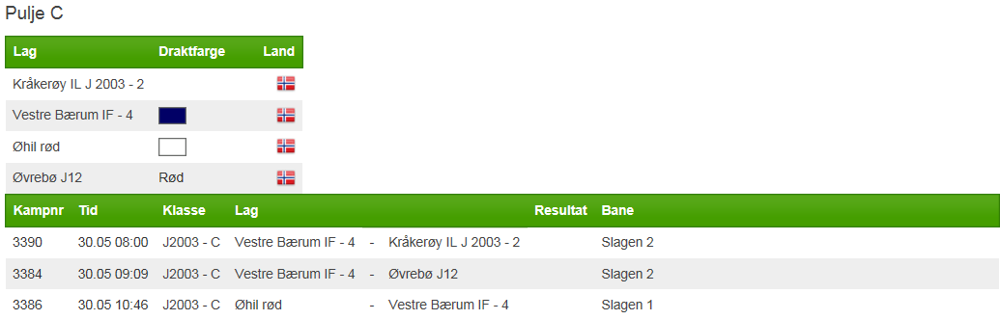 Pulje C
Lag Draktfarge Land
Kråkerøy IL J 2003 - 2
Vestre Bærum IF - 4
Øhil rød
Øvrebø J12 Rød
Kampnr Tid Klasse Lag Resultat Bane
3390 30.05 08:00 J2003 - C Vestre Bærum IF - 4 - Kråkerøy IL J 2003 - 2 Slagen 2
3384 30.05 09:09 J2003 - C Vestre Bærum IF - 4 - Øvrebø J12 Slagen 2
3386 30.05 10:46 J2003 - C Øhil rød - Vestre Bærum IF - 4 Slagen 1